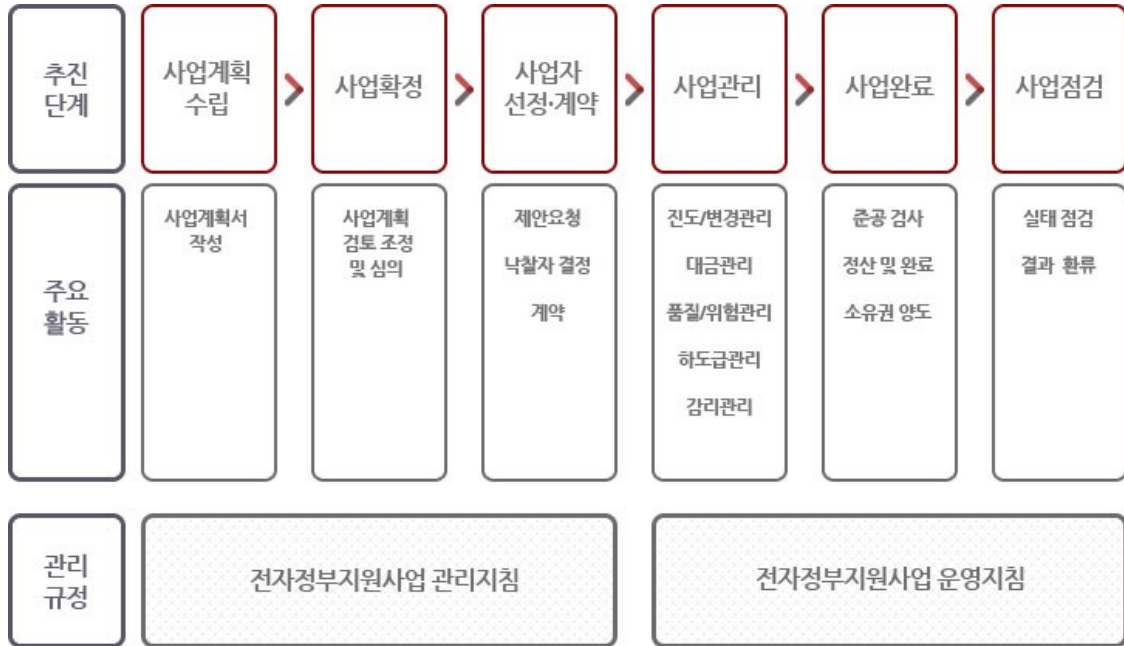 추진
단계
사업계획
수립
사업확정
사업자
선정·계약
사업관리
사업완료
사업점검
주요
활동
사업계획서
작성
사업계획
검토 조정
및 심의
제안요청
낙찰자 결정
계약
진도/변경관리
대금관리
품질/위험관리
하도급관리
감리관리
준공 검사
정산 및 완료
소유권 양도
실태 점검
결과 환류
관리
규정
전자정부지원사업 관리지침
전자정부지원사업 운영지침